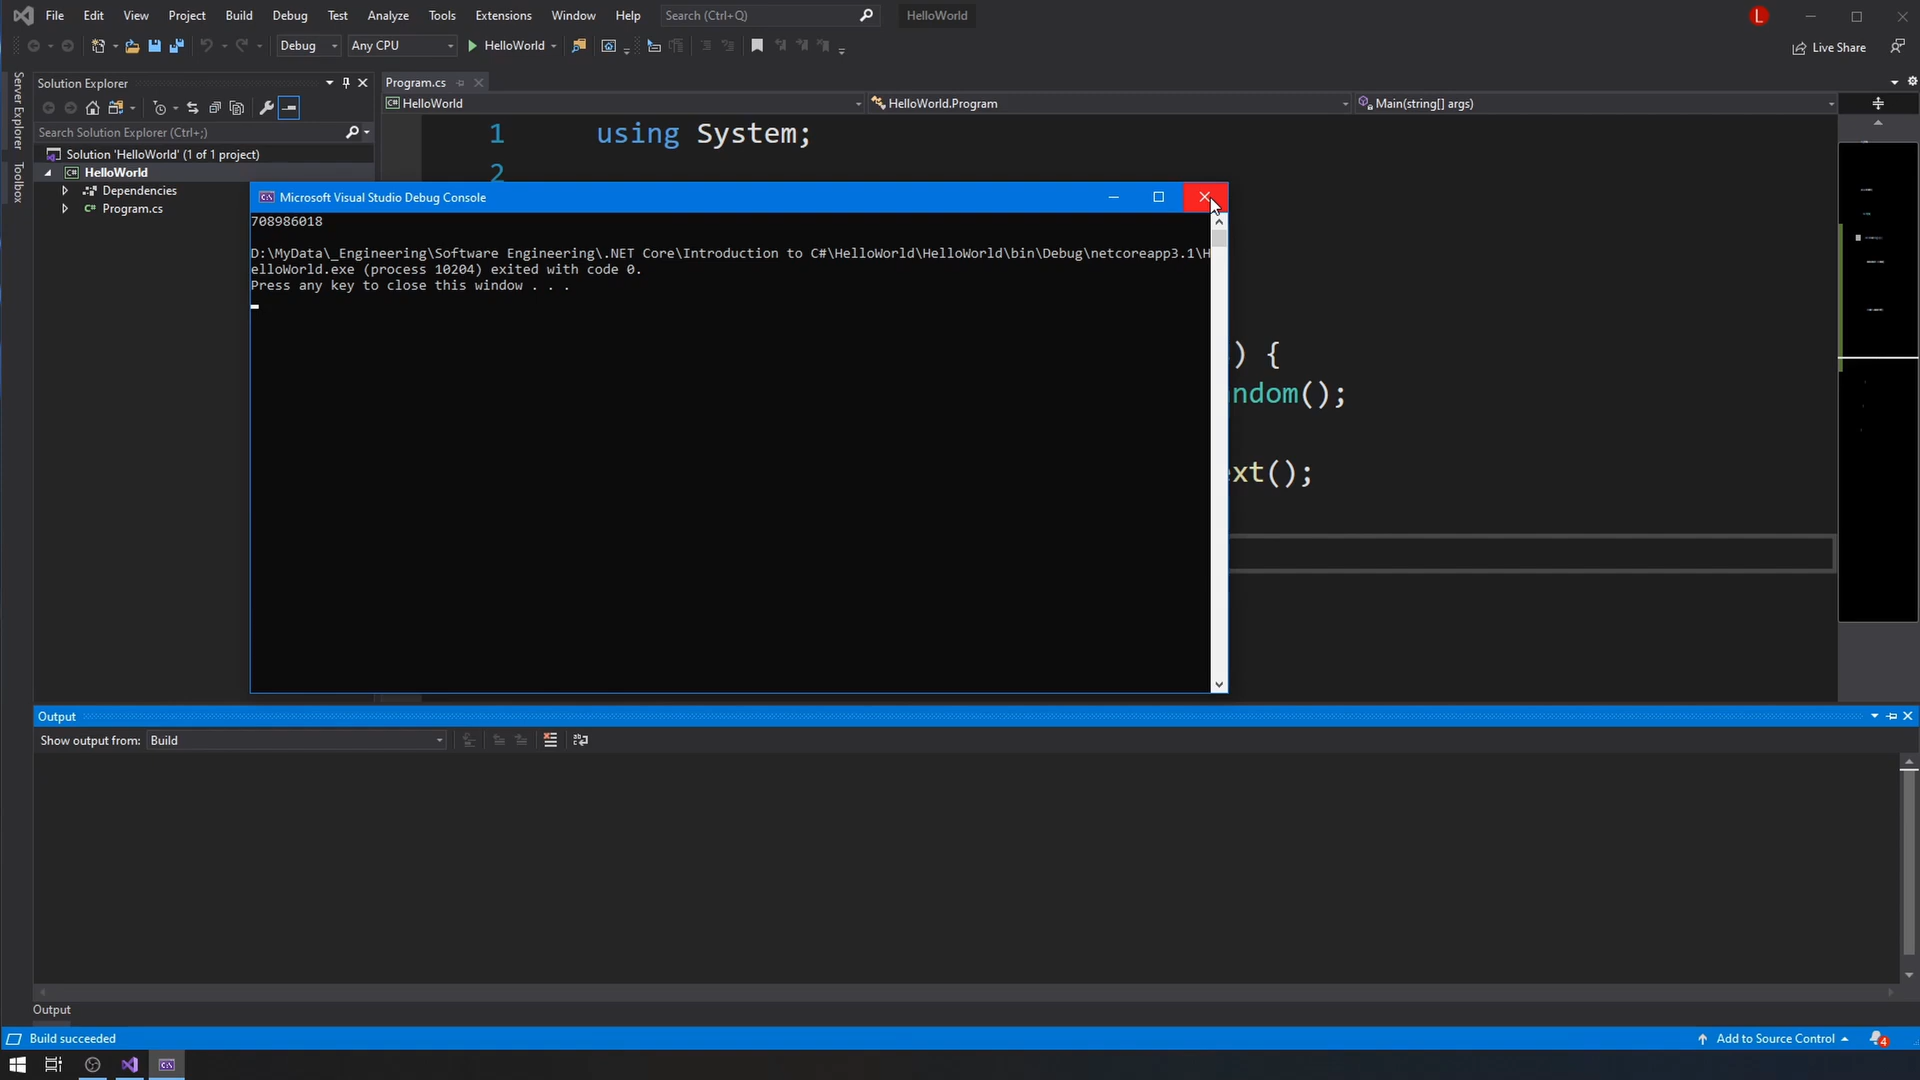 File Edit View Project Build Debug Test Analyze Tools Extensions Window Help Search (Ctrl+Q) HelloWorld L
Debug Any CPU HelloWorld Live Share
Server Explorer
Toolbox
Solution Explorer
Search Solution Explorer (Ctrl+;)
Solution 'HelloWorld' (1 of 1 project)
C# HelloWorld
Dependencies
C# Program.cs
Program.cs
C# HelloWorld HelloWorld.Program Main(string[] args)
1 using System;
2
Microsoft Visual Studio Debug Console
708986018
D:\MyData\_Engineering\Software Engineering\.NET Core\Introduction to C#\HelloWorld\HelloWorld\bin\Debug\netcoreapp3.1\H
elloWorld.exe (process 10204) exited with code 0.
Press any key to close this window . . .
) {
ndom();
ext();
Output
Show output from: Build
Output
Build succeeded Add to Source Control 4